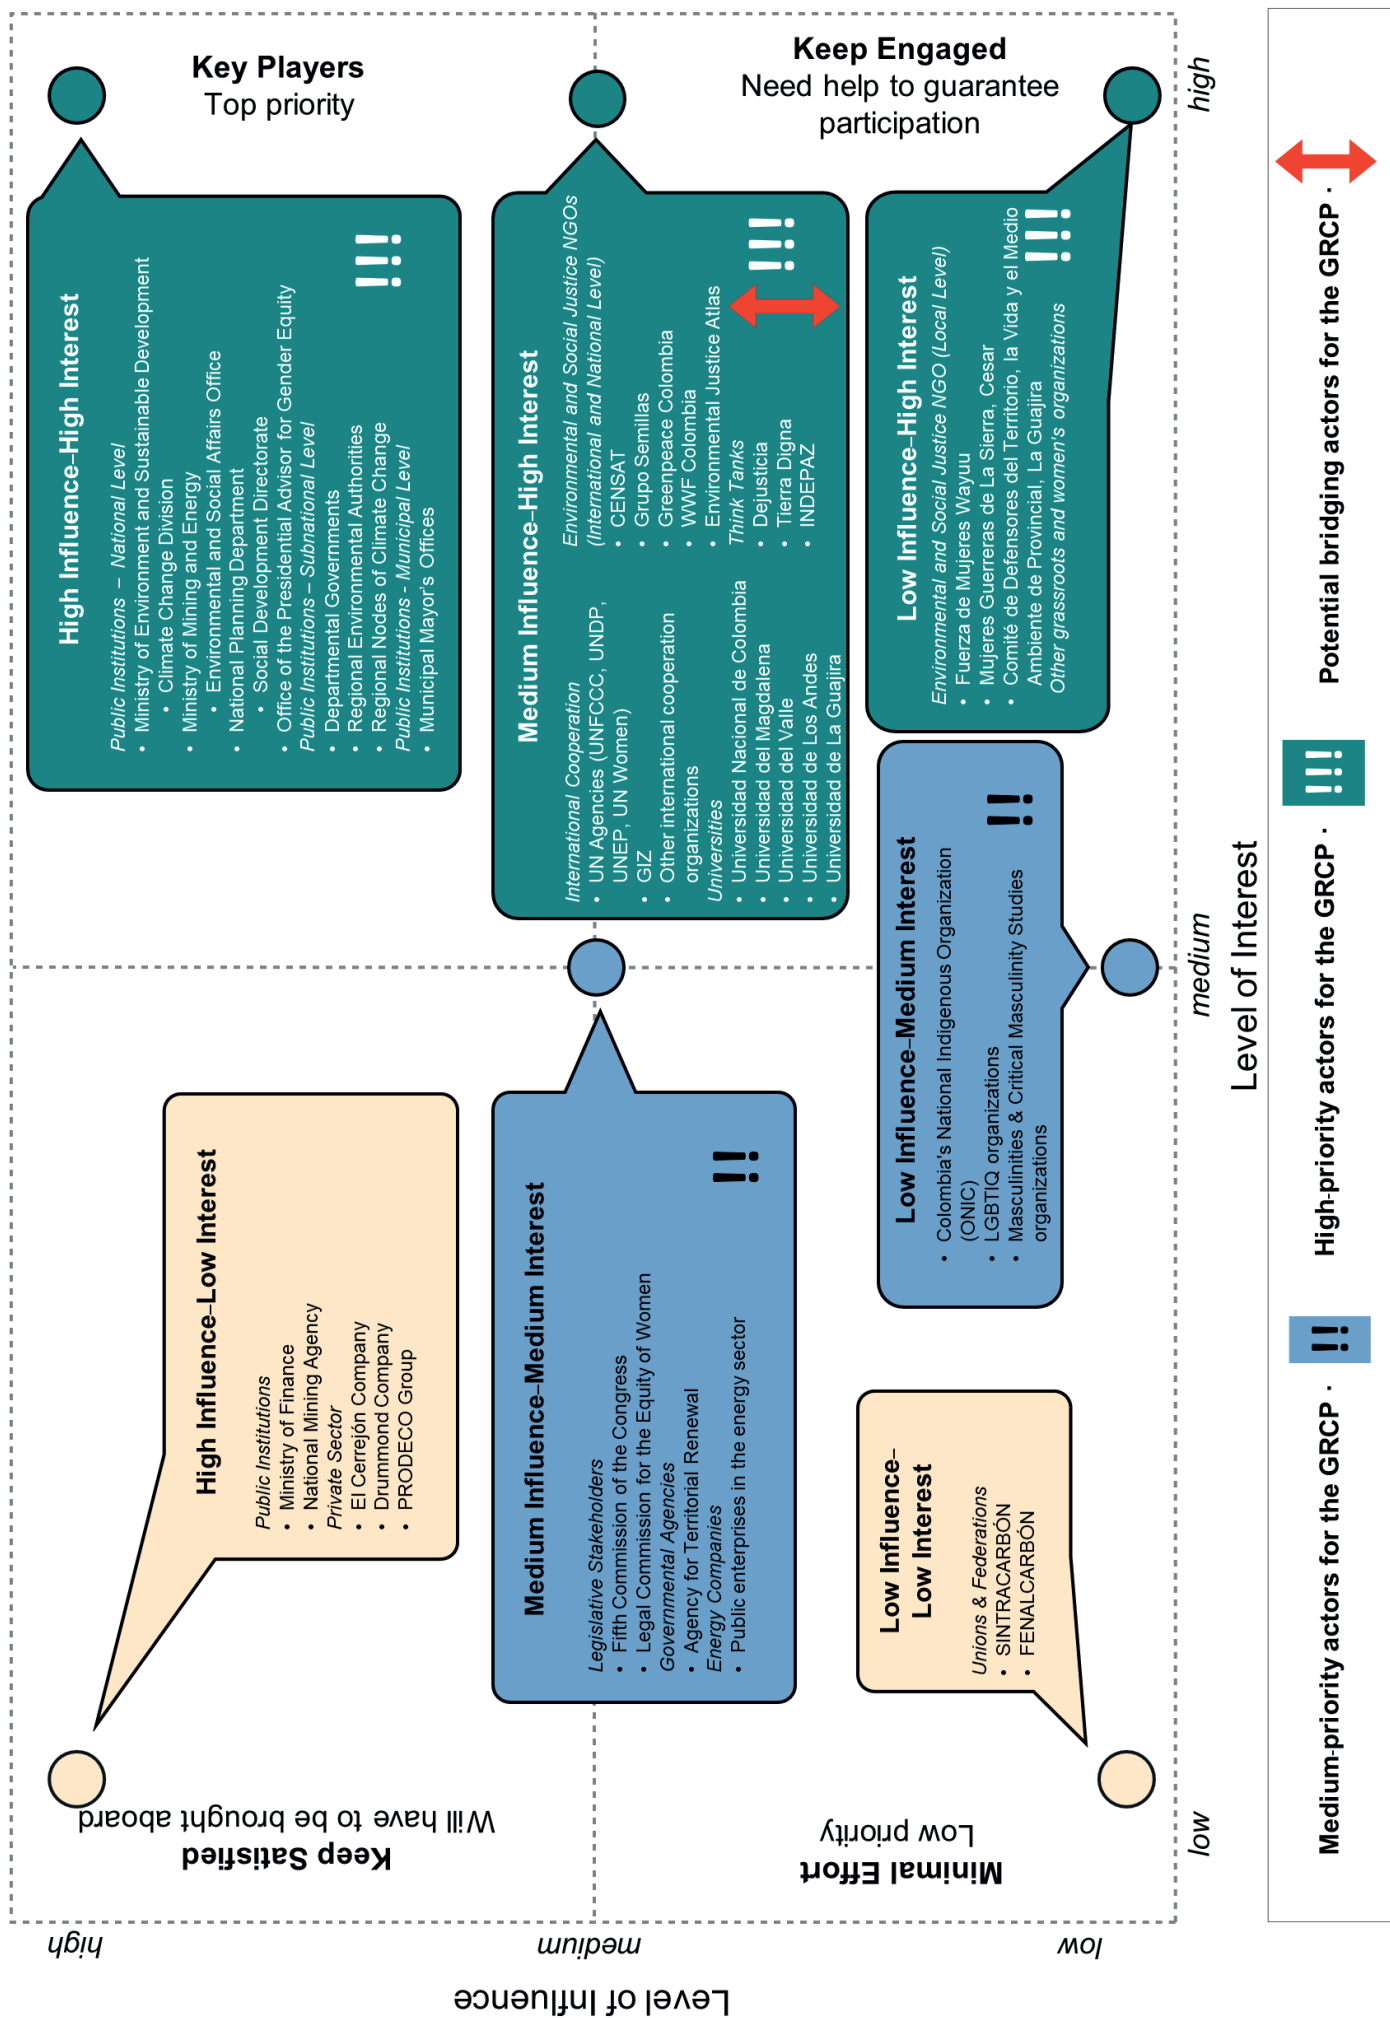 Level of Influence
high
medium
low
Keep Satisfied
Will have to be brought aboard
Minimal Effort
Low priority
Key Players
Top priority
Keep Engaged
Need help to guarantee
participation
High Influence–Low Interest
Public Institutions
• Ministry of Finance
• National Mining Agency
Private Sector
• El Cerrejón Company
• Drummond Company
• PRODECO Group
High Influence–High Interest
Public Institutions – National Level
• Ministry of Environment and Sustainable Development
• Climate Change Division
• Ministry of Mining and Energy
• Environmental and Social Affairs Office
• National Planning Department
• Social Development Directorate
• Office of the Presidential Advisor for Gender Equity
Public Institutions – Subnational Level
• Departmental Governments
• Regional Environmental Authorities
• Regional Nodes of Climate Change
Public Institutions - Municipal Level
• Municipal Mayor's Offices
!!!
Medium Influence–Medium Interest
Legislative Stakeholders
• Fifth Commission of the Congress
• Legal Commission for the Equity of Women
Governmental Agencies
• Agency for Territorial Renewal
Energy Companies
• Public enterprises in the energy sector
!!
Medium Influence–High Interest
International Cooperation
• UN Agencies (UNFCCC, UNDP,
UNEP, UN Women)
• GIZ
• Other international cooperation
organizations
Universities
• Universidad Nacional de Colombia
• Universidad del Magdalena
• Universidad del Valle
• Universidad de Los Andes
• Universidad de La Guajira
Environmental and Social Justice NGOs
(International and National Level)
• CENSAT
• Grupo Semillas
• Greenpeace Colombia
• WWF Colombia
• Environmental Justice Atlas
Think Tanks
• Dejusticia
• Tierra Digna
• INDEPAZ
!!!
Low Influence–
Low Interest
Unions & Federations
• SINTRACARBÓN
• FENALCARBÓN
Low Influence–Medium Interest
• Colombia's National Indigenous Organization
(ONIC)
• LGBTIQ organizations
• Masculinities & Critical Masculinity Studies
organizations
!!
Low Influence–High Interest
Environmental and Social Justice NGO (Local Level)
• Fuerza de Mujeres Wayuu
• Mujeres Guerreras de La Sierra, Cesar
• Comité de Defensores del Territorio, la Vida y el Medio
Ambiente de Provincial, La Guajira
Other grassroots and women's organizations
!!!
low
medium
high
Level of Interest
Medium-priority actors for the GRCP · !!
High-priority actors for the GRCP · !!!
Potential bridging actors for the GRCP ·